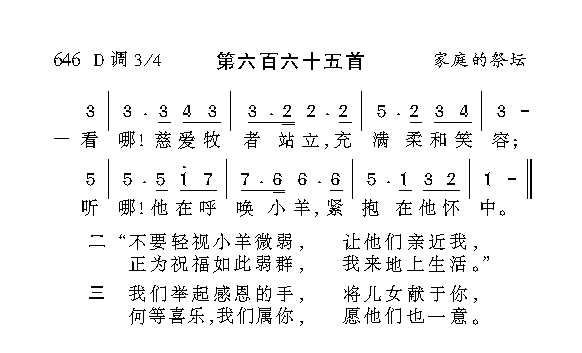 646 D 调 3/4 第六百六十五首 家庭的祭坛
3 | 3 . 3 4 3 | 3 . 2 2 . 2 | 5 . 2 3 4 | 3 -
一 看 哪! 慈 爱 牧 者 站 立, 充 满 柔 和 笑 容;
5 | 5 . 5 i 7 | 7 . 6 6 . 6 | 5 . 1 3 2 | 1 - ‖
听 哪! 他 在 呼 唤 小 羊, 紧 抱 在 他 怀 中。
二 “不要轻视小羊微弱, 让他们亲近我,
正为祝福如此弱群, 我来地上生活。”
三 我们举起感恩的手, 将儿女献于你,
何等喜乐,我们属你, 愿他们也一意。